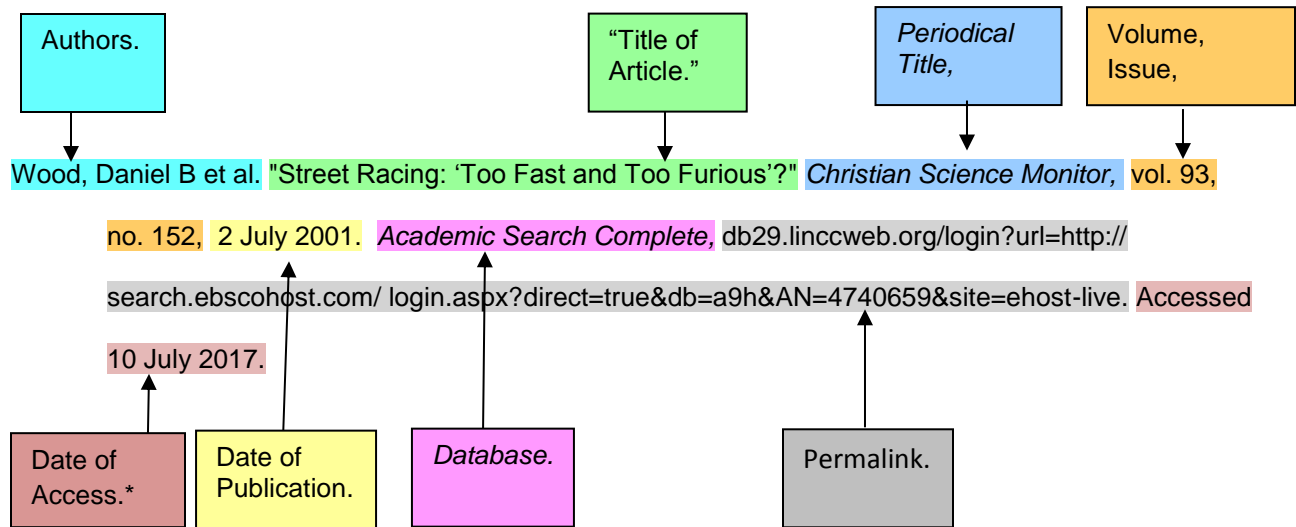 Authors.
“Title of
Article.”
Periodical
Title,
Volume,
Issue,
Wood, Daniel B et al. "Street Racing: ‘Too Fast and Too Furious’?" Christian Science Monitor, vol. 93,
no. 152, 2 July 2001. Academic Search Complete, db29.linccweb.org/login?url=http://
search.ebscohost.com/ login.aspx?direct=true&db=a9h&AN=4740659&site=ehost-live. Accessed
10 July 2017.
Date of
Access.*
Date of
Publication.
Database.
Permalink.